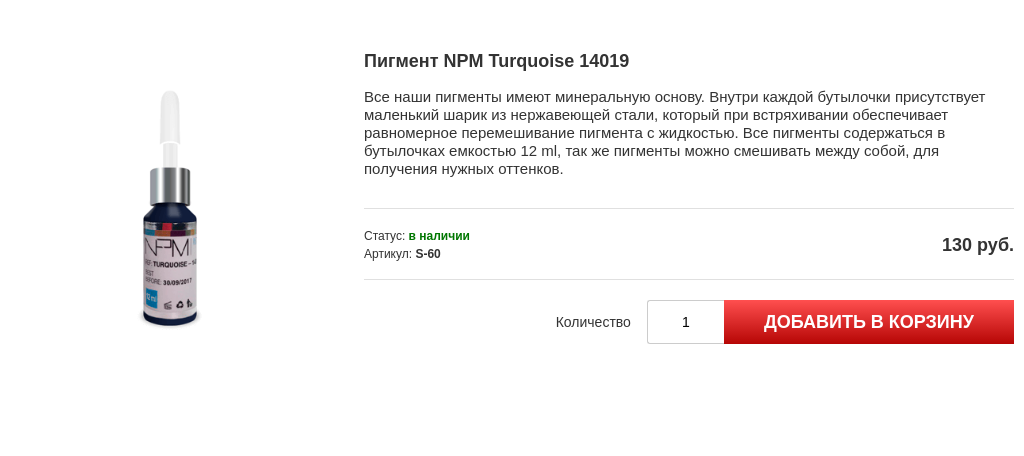 Пигмент NPM Turquoise 14019
Все наши пигменты имеют минеральную основу. Внутри каждой бутылочки присутствует
маленький шарик из нержавеющей стали, который при встряхивании обеспечивает
равномерное перемешивание пигмента с жидкостью. Все пигменты содержаться в
бутылочках емкостью 12 ml, так же пигменты можно смешивать между собой, для
получения нужных оттенков.
NPM
TURQUOISE
30/09/2017
12 ml
Статус: в наличии
Артикул: S-60
130 руб.
Количество
1
ДОБАВИТЬ В КОРЗИНУ